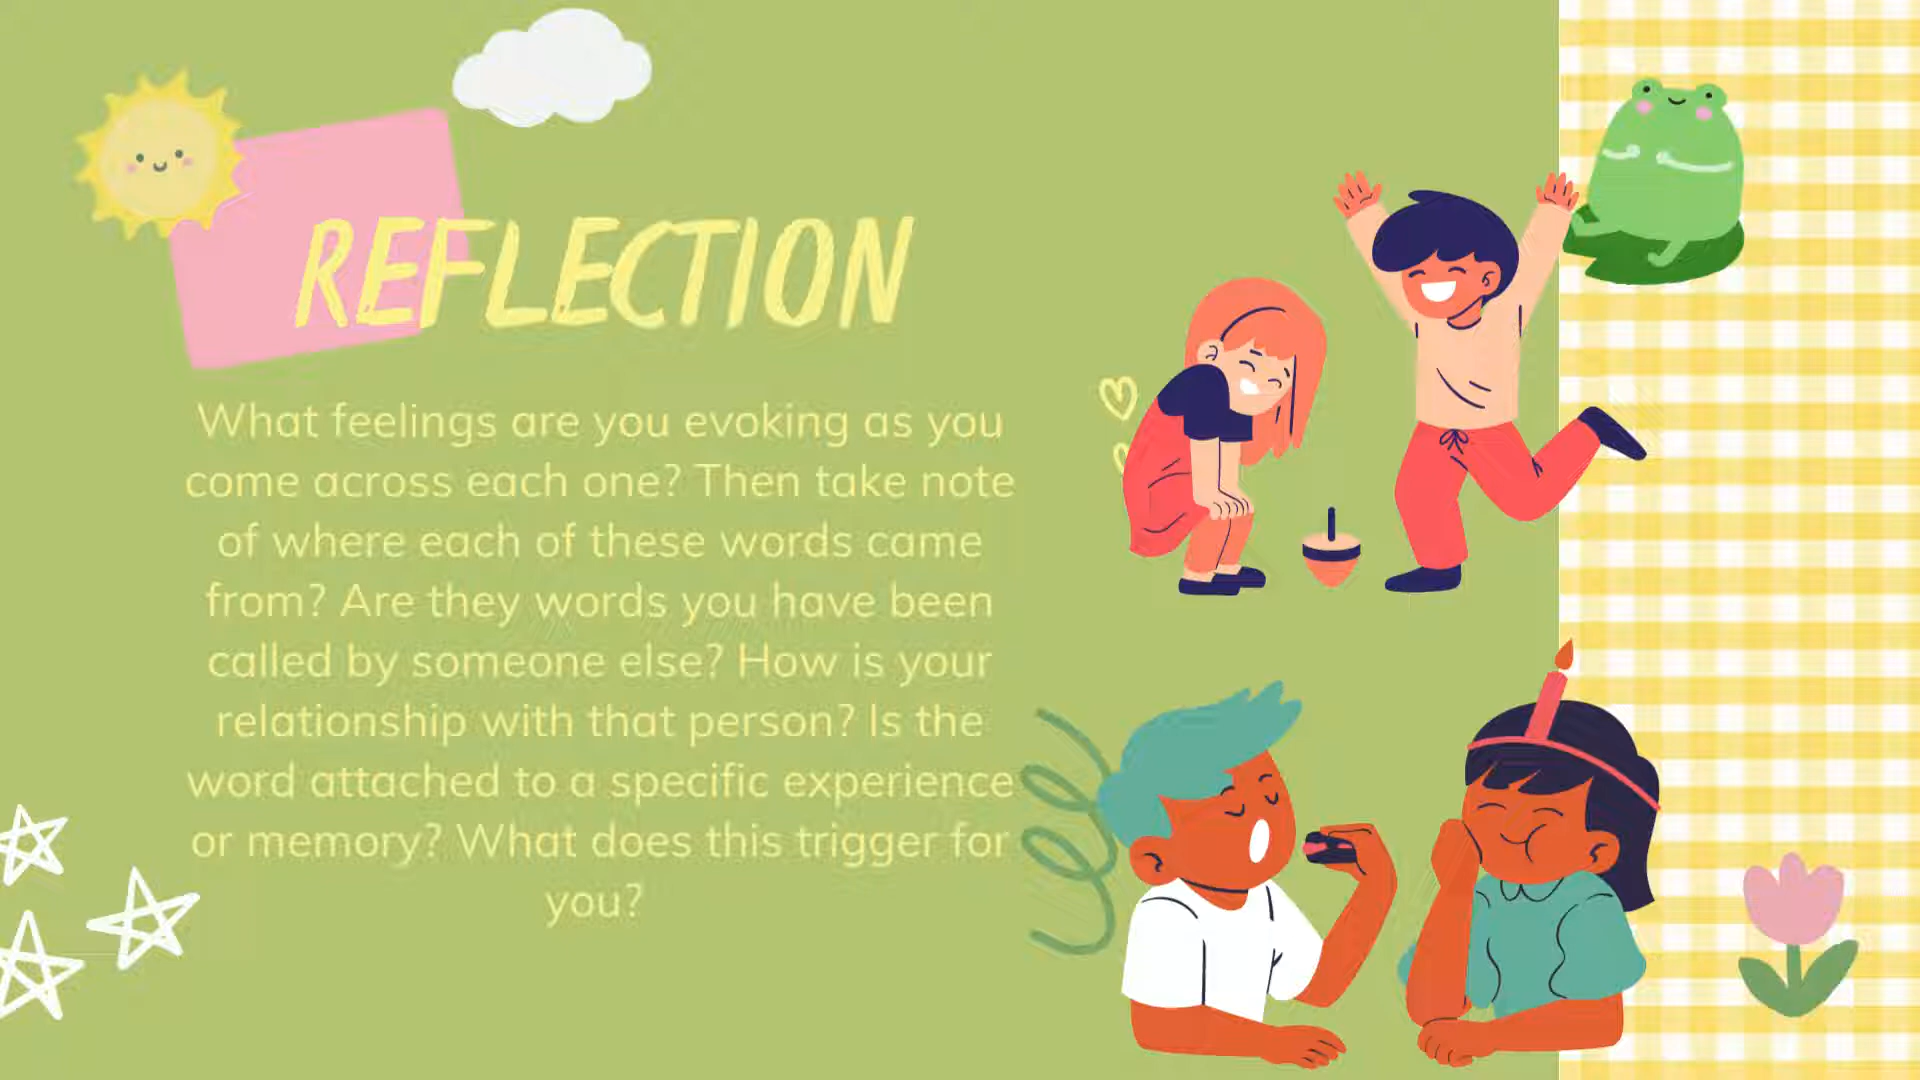 REFLECTION
What feelings are you evoking as you
come across each one? Then take note
of where each of these words came
from? Are they words you have been
called by someone else? How is your
relationship with that person? Is the
word attached to a specific experience
or memory? What does this trigger for
you?